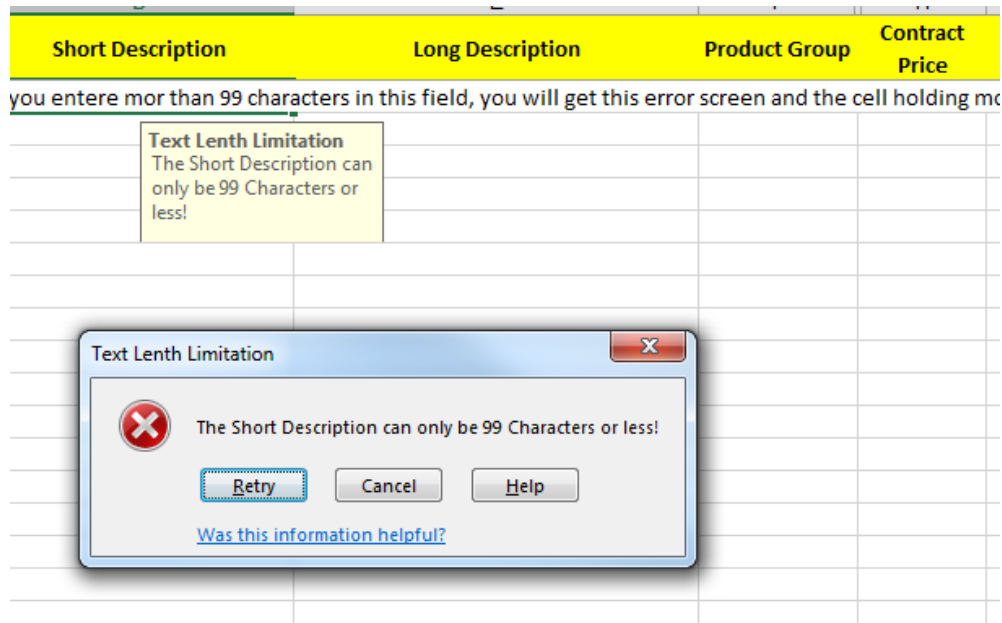 Short Description
Long Description
Product Group
Contract
Price
you entere mor than 99 characters in this field, you will get this error screen and the cell holding
Text Lenth Limitation
The Short Description can
only be 99 Characters or
less!
Text Lenth Limitation
The Short Description can only be 99 Characters or less!
Retry
Cancel
Help
Was this information helpful?